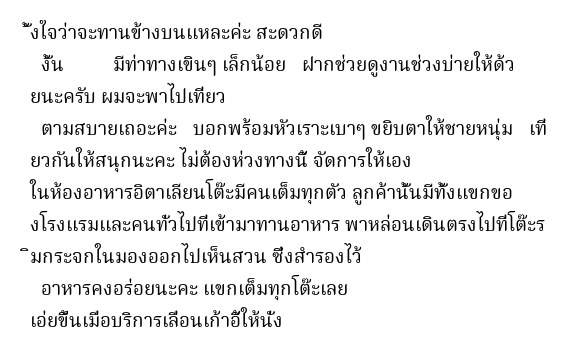 ั้งใจว่าจะทานข้างบนแหละค่ะ สะดวกดี
งั้น มีท่าทางเขินๆ เล็กน้อย ฝากช่วยดูงานช่วงบ่ายให้ด้ว
ยนะครับ ผมจะพาไปเที่ยว
ตามสบายเถอะค่ะ บอกพร้อมหัวเราะเบาๆ ขยิบตาให้ชายหนุ่ม เที่
ยวกันให้สนุกนะคะ ไม่ต้องห่วงทางนี้ จัดการให้เอง
ในห้องอาหารอิตาเลียนโต๊ะมีคนเต็มทุกตัว ลูกค้านั้นมีทั้งแขกขอ
งโรงแรมและคนทั่วไปที่เข้ามาทานอาหาร พาหล่อนเดินตรงไปที่โต๊ะร
ิมกระจกในมองออกไปเห็นสวน ซึ่งสำรองไว้
อาหารคงอร่อยนะคะ แขกเต็มทุกโต๊ะเลย
เอ่ยขึ้นเมื่อบริการเลื่อนเก้าอี้ให้นั่ง